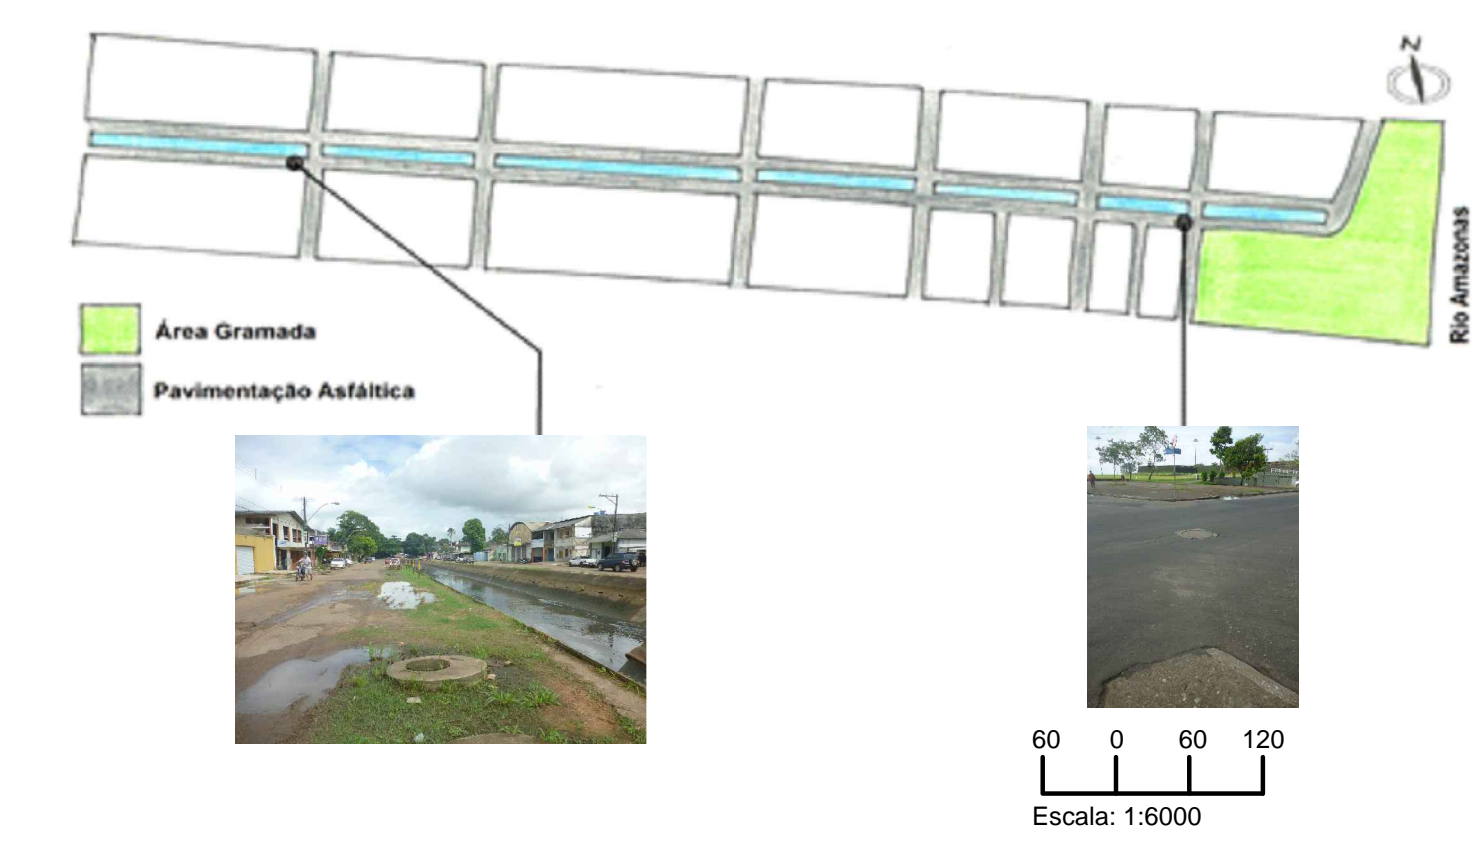 N
Rio Amazonas
Área Gramada
Pavimentação Asfáltica
60 0 60 120
Escala: 1:6000